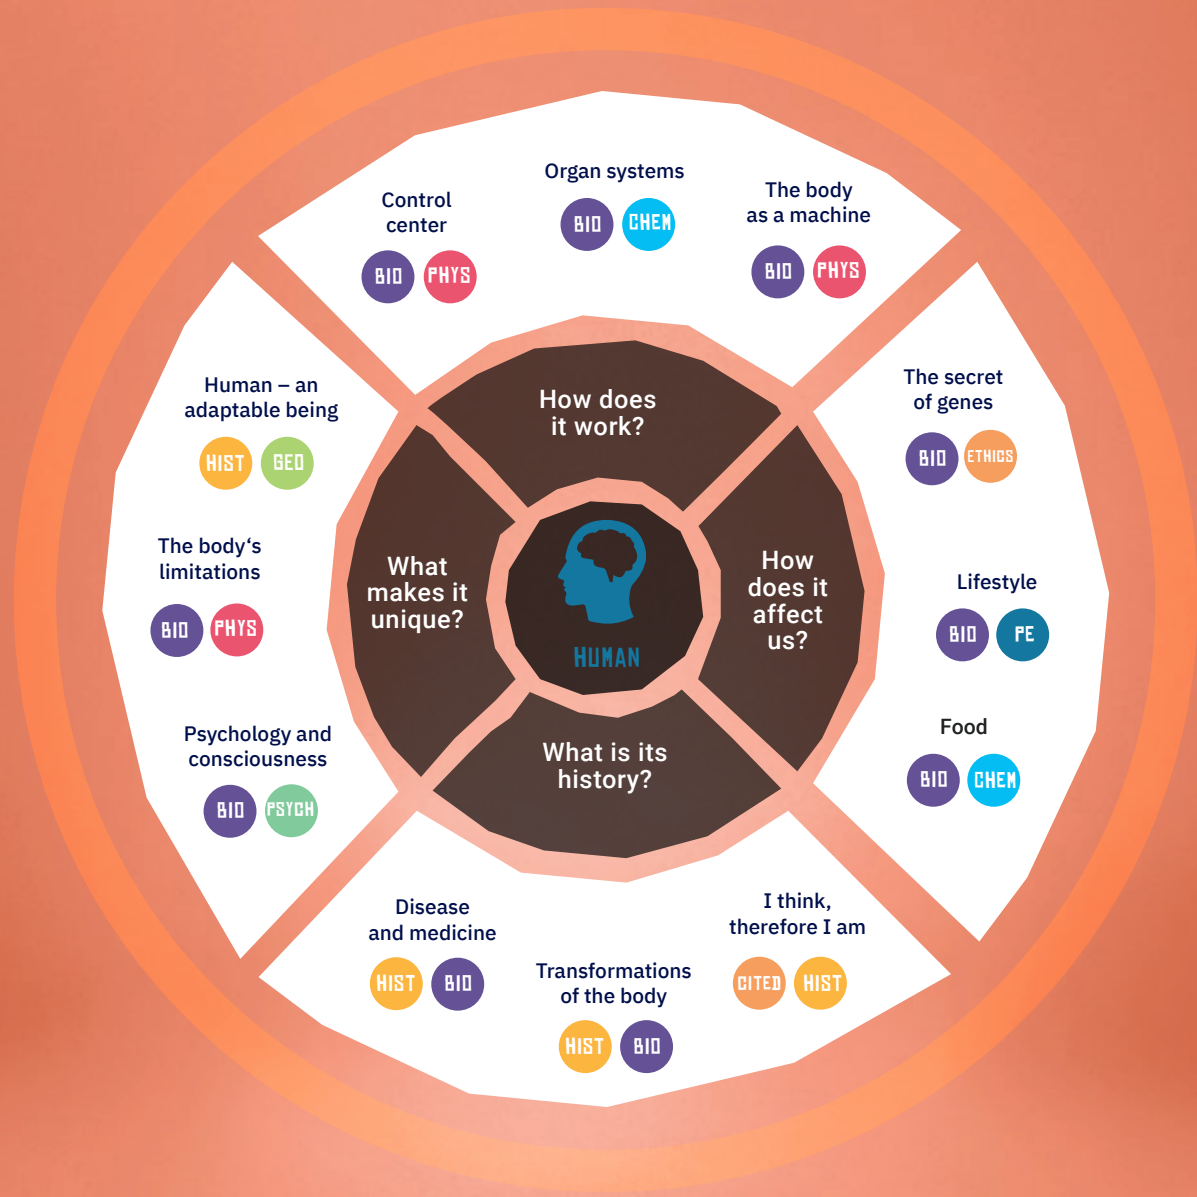 Organ systems
BIO CHEM
Control
center
BIO PHYS
The body
as a machine
BIO PHYS
The secret
of genes
BIO ETHICS
Lifestyle
BIO PE
Food
BIO CHEM
I think,
therefore I am
CITED HIST
Transformations
of the body
HIST BIO
Disease
and medicine
HIST BIO
Psychology and
consciousness
BIO PSYCH
The body‘s
limitations
BIO PHYS
Human – an
adaptable being
HIST GEO
How does
it work?
How
does it
affect
us?
What is its
history?
What
makes it
unique?
HUMAN